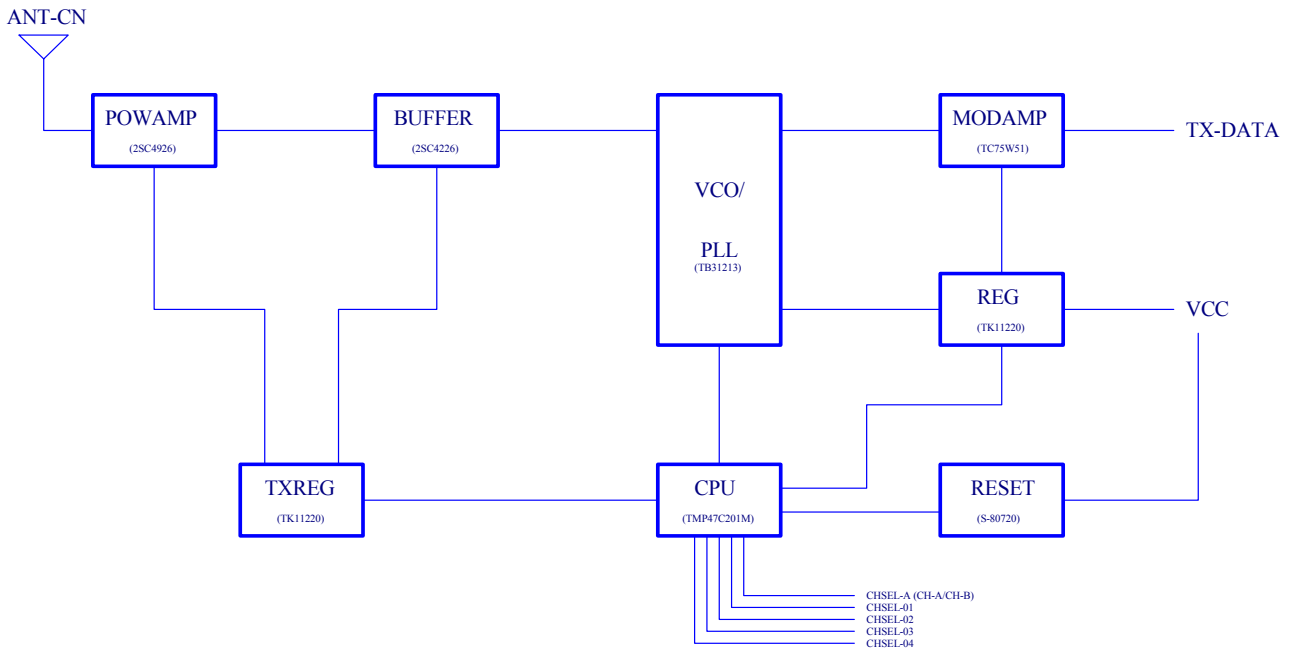 ANT-CN
POWAMP
(2SC4926)
BUFFER
(2SC4226)
VCO/
PLL
(TB31213)
MODAMP
(TC75W51)
TX-DATA
REG
(TK11220)
VCC
TXREG
(TK11220)
CPU
(TMP47C201M)
RESET
(S-80720)
CHSEL-A (CH-A/CH-B)
CHSEL-01
CHSEL-02
CHSEL-03
CHSEL-04